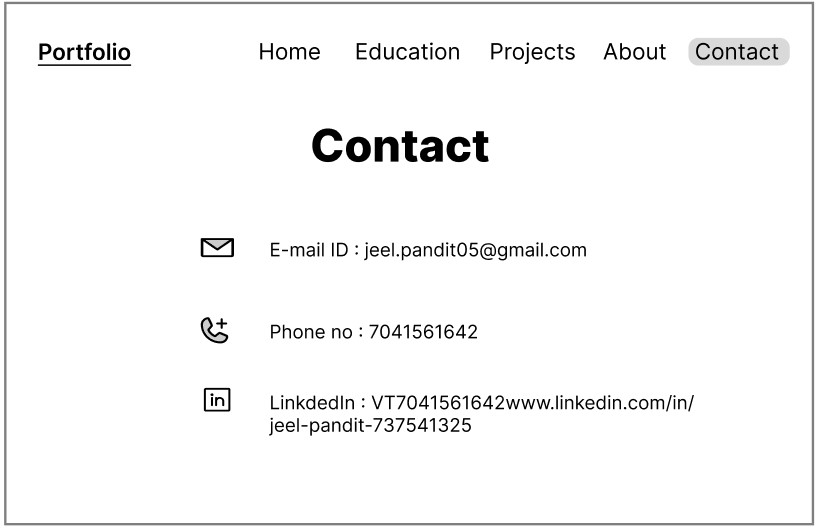 Portfolio Home Education Projects About Contact
Contact
E-mail ID : jeel.pandit05@gmail.com
Phone no : 7041561642
in
LinkdedIn : VT7041561642www.linkedin.com/in/
jeel-pandit-737541325